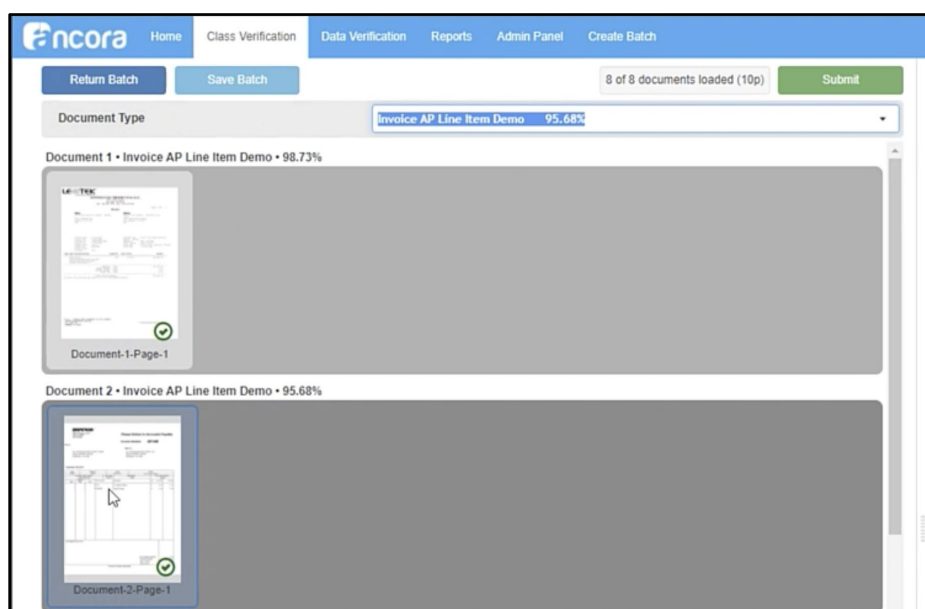 ancora Home Class Verification Data Verification Reports Admin Panel Create Batch
Return Batch Save Batch 8 of 8 documents loaded (10p) Submit
Document Type Invoice AP Line Item Demo 95.68%
Document 1 • Invoice AP Line Item Demo • 98.73%
Document-1-Page-1
Document 2 • Invoice AP Line Item Demo • 95.68%
Document-2-Page-1